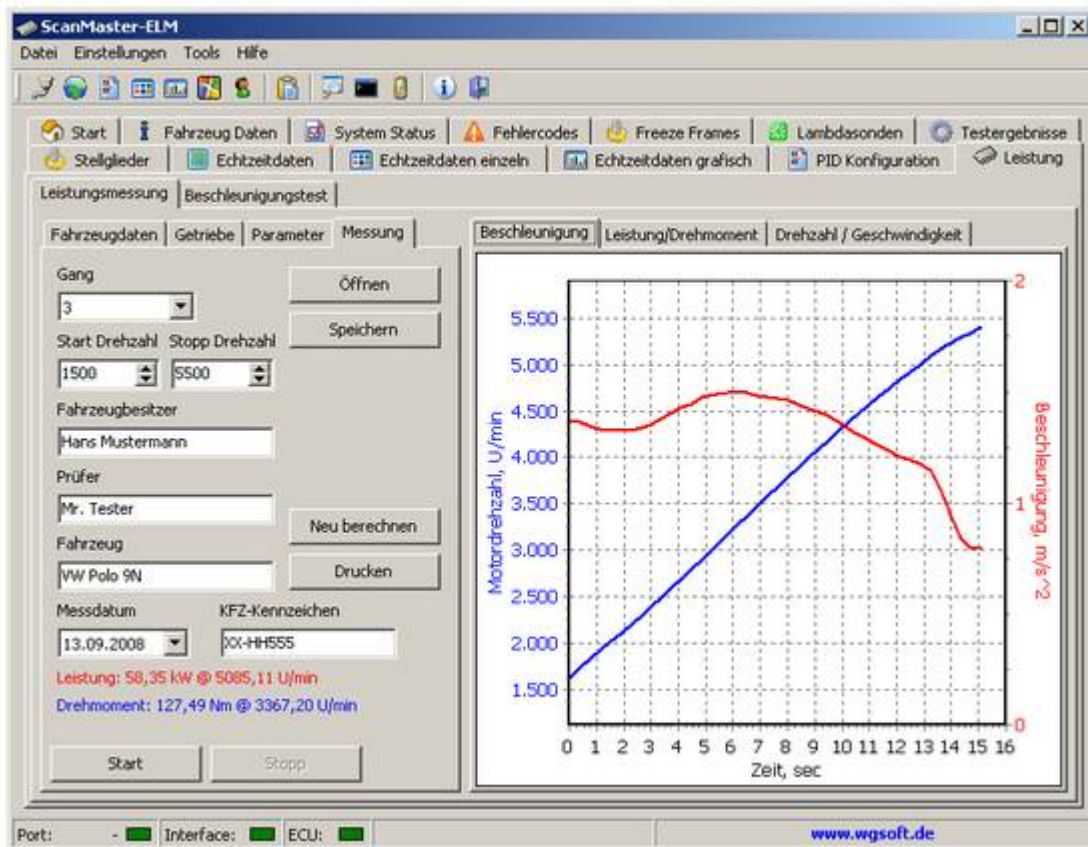 ScanMaster-ELM
Datei Einstellungen Tools Hilfe
Start Fahrzeug Daten System Status Fehlercodes Freeze Frames Lambdasonden Testergebnisse
Stellglieder Echtzeitdaten Echtzeitdaten einzeln Echtzeitdaten grafisch PID Konfiguration Leistung
Leistungsmessung Beschleunigungstest
Fahrzeugdaten Getriebe Parameter Messung
Gang
3
Öffnen
Speichern
Start Drehzahl Stopp Drehzahl
1500 5500
Fahrzeugbesitzer
Hans Mustermann
Prüfer
Mr. Tester
Neu berechnen
Fahrzeug
VW Polo 9N
Drucken
Messdatum KFZ-Kennzeichen
13.09.2008 XX-HH555
Leistung: 58,35 kW @ 5085,11 U/min
Drehmoment: 127,49 Nm @ 3367,20 U/min
Start Stopp
Beschleunigung Leistung/Drehmoment Drehzahl / Geschwindigkeit
Motordrehzahl, U/min
5.500
5.000
4.500
4.000
3.500
3.000
2.500
2.000
1.500
2
1
0
Beschleunigung, m/s^2
0 1 2 3 4 5 6 7 8 9 10 11 12 13 14 15 16
Zeit, sec
Port: - Interface: ECU: www.wgsoft.de